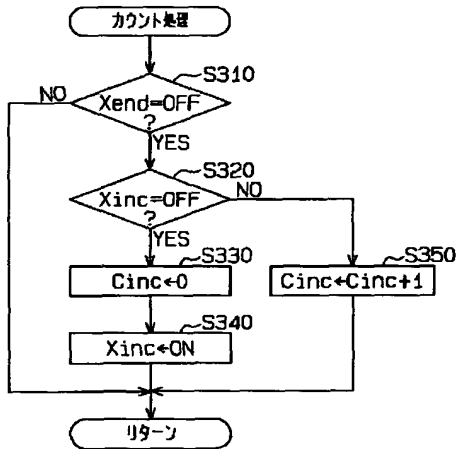 カウント処理
S310
NO
Xend=OFF
?
YES
S320
Xinc=OFF
?
NO
YES
S330
Cinc←0
S350
Cinc←Cinc+1
S340
Xinc←ON
リターン